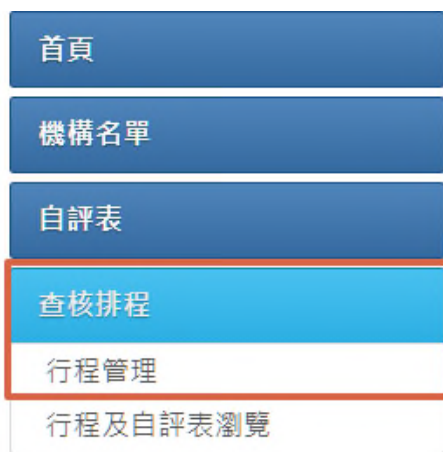 首頁
機構名單
自評表
查核排程
行程管理
行程及自評表瀏覽